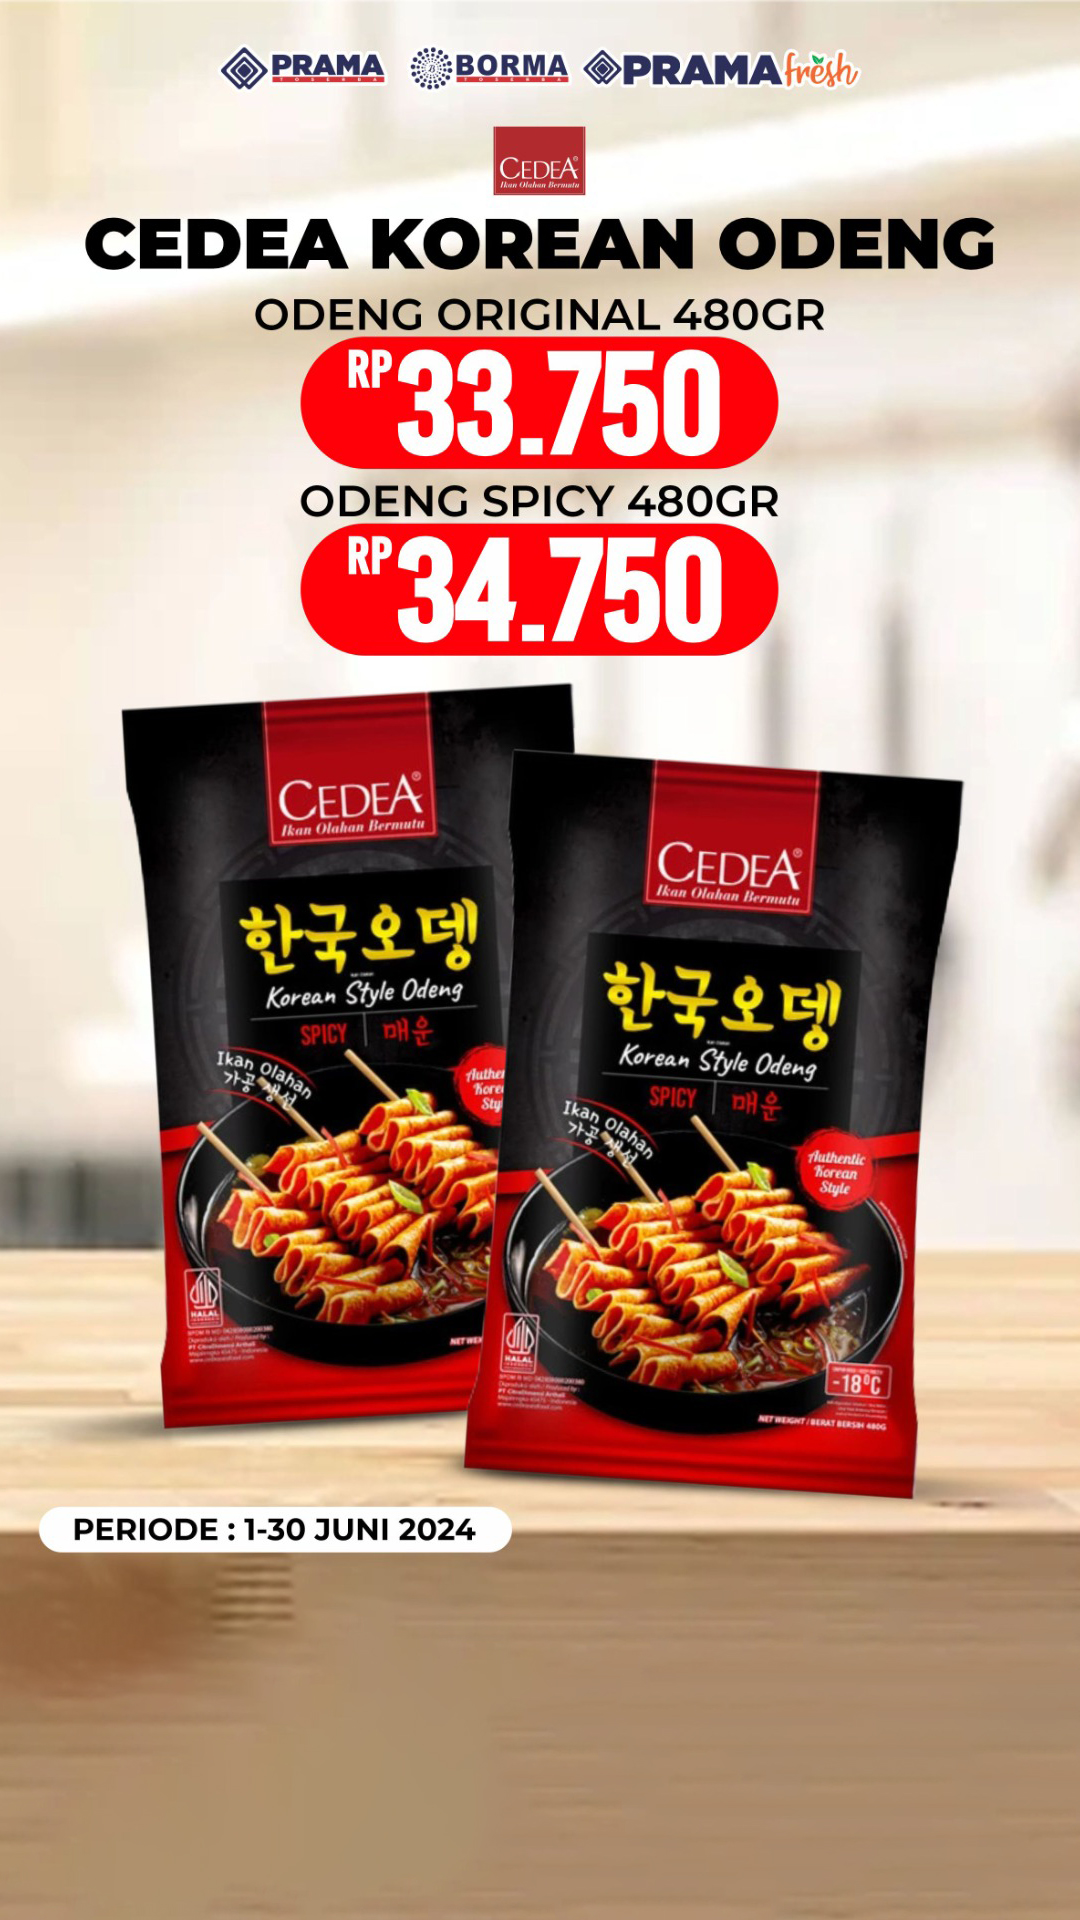 PRAMA
TOSERBA
BORMA
TOSERBA
PRAMA fresh
CEDEA®
Ikan Olahan Bermutu
CEDEA KOREAN ODENG
ODENG ORIGINAL 480GR
RP 33.750
ODENG SPICY 480GR
RP 34.750
CEDEA®
Ikan Olahan Bermutu
한국오뎅
Korean Style Odeng
SPICY | 매운
Ikan Olahan
가공 생선
HALAL
INDONESIA
CEDEA®
Ikan Olahan Bermutu
한국오뎅
Korean Style Odeng
SPICY | 매운
Ikan Olahan
가공 생선
Authentic
Korean
Style
HALAL
INDONESIA
-18°C
NET WEIGHT / BERAT BERSIH 480G
PERIODE : 1-30 JUNI 2024